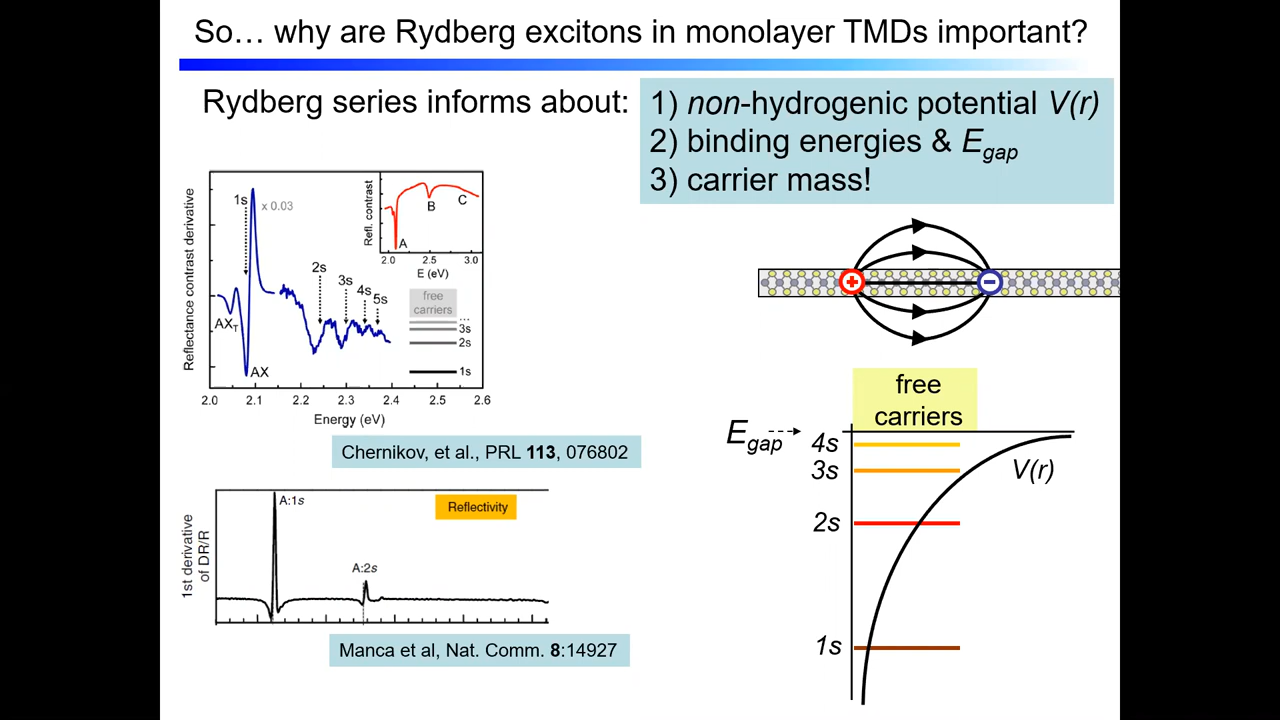 So… why are Rydberg excitons in monolayer TMDs important?
Rydberg series informs about:
1) non-hydrogenic potential V(r)
2) binding energies & Egap
3) carrier mass!
Reflectance contrast derivative
1s
x 0.03
2s
3s
4s
5s
AXT
AX
Refl. contrast
A
B
C
2.0 2.5 3.0
E (eV)
free
carriers
...
3s
2s
1s
2.0 2.1 2.2 2.3 2.4 2.5 2.6
Energy (eV)
Chernikov, et al., PRL 113, 076802
1st derivative
of DR/R
A:1s
Reflectivity
A:2s
Manca et al, Nat. Comm. 8:14927
+
−
free
carriers
Egap
4s
3s
V(r)
2s
1s